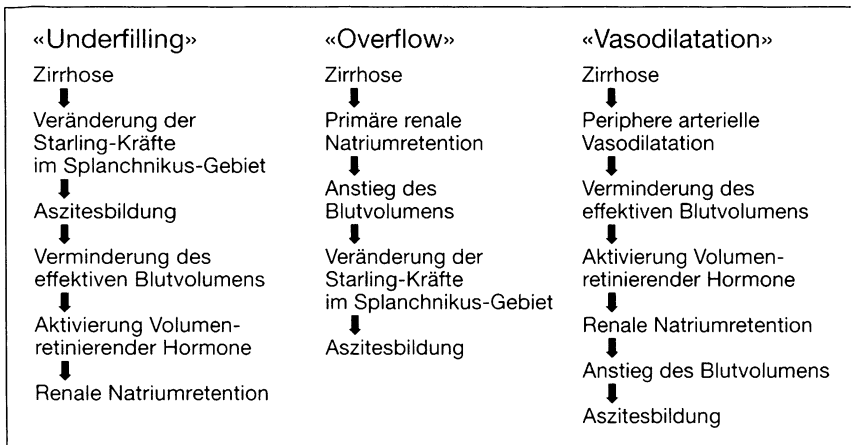 «Underfilling»
Zirrhose
Veränderung der
Starling-Kräfte
im Splanchnikus-Gebiet
Aszitesbildung
Verminderung des
effektiven Blutvolumens
Aktivierung Volumen-
retinierender Hormone
Renale Natriumretention
«Overflow»
Zirrhose
Primäre renale
Natriumretention
Anstieg des
Blutvolumens
Veränderung der
Starling-Kräfte
im Splanchnikus-Gebiet
Aszitesbildung
«Vasodilatation»
Zirrhose
Periphere arterielle
Vasodilatation
Verminderung des
effektiven Blutvolumens
Aktivierung Volumen-
retinierender Hormone
Renale Natriumretention
Anstieg des Blutvolumens
Aszitesbildung